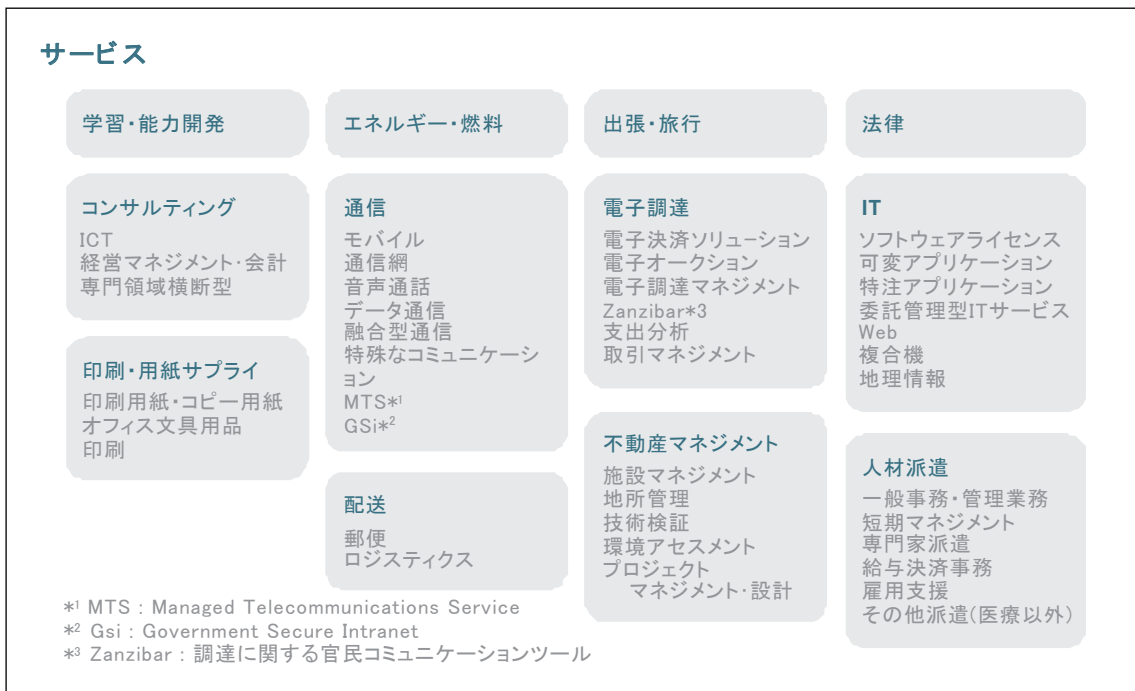 サービス
学習・能力開発
エネルギー・燃料
出張・旅行
法律
コンサルティング
ICT
経営マネジメント・会計
専門領域横断型
通信
モバイル
通信網
音声通話
データ通信
融合型通信
特殊なコミュニケーシ
ョン
MTS*1
GSi*2
電子調達
電子決済ソリューション
電子オークション
電子調達マネジメント
Zanzibar*3
支出分析
取引マネジメント
IT
ソフトウェアライセンス
可変アプリケーション
特注アプリケーション
委託管理型ITサービス
Web
複合機
地理情報
印刷・用紙サプライ
印刷用紙・コピー用紙
オフィス文具用品
印刷
配送
郵便
ロジスティクス
不動産マネジメント
施設マネジメント
地所管理
技術検証
環境アセスメント
プロジェクト
マネジメント・設計
人材派遣
一般事務・管理業務
短期マネジメント
専門家派遣
給与決済事務
雇用支援
その他派遣(医療以外)
*1 MTS : Managed Telecommunications Service
*2 Gsi : Government Secure Intranet
*3 Zanzibar : 調達に関する官民コミュニケーションツール